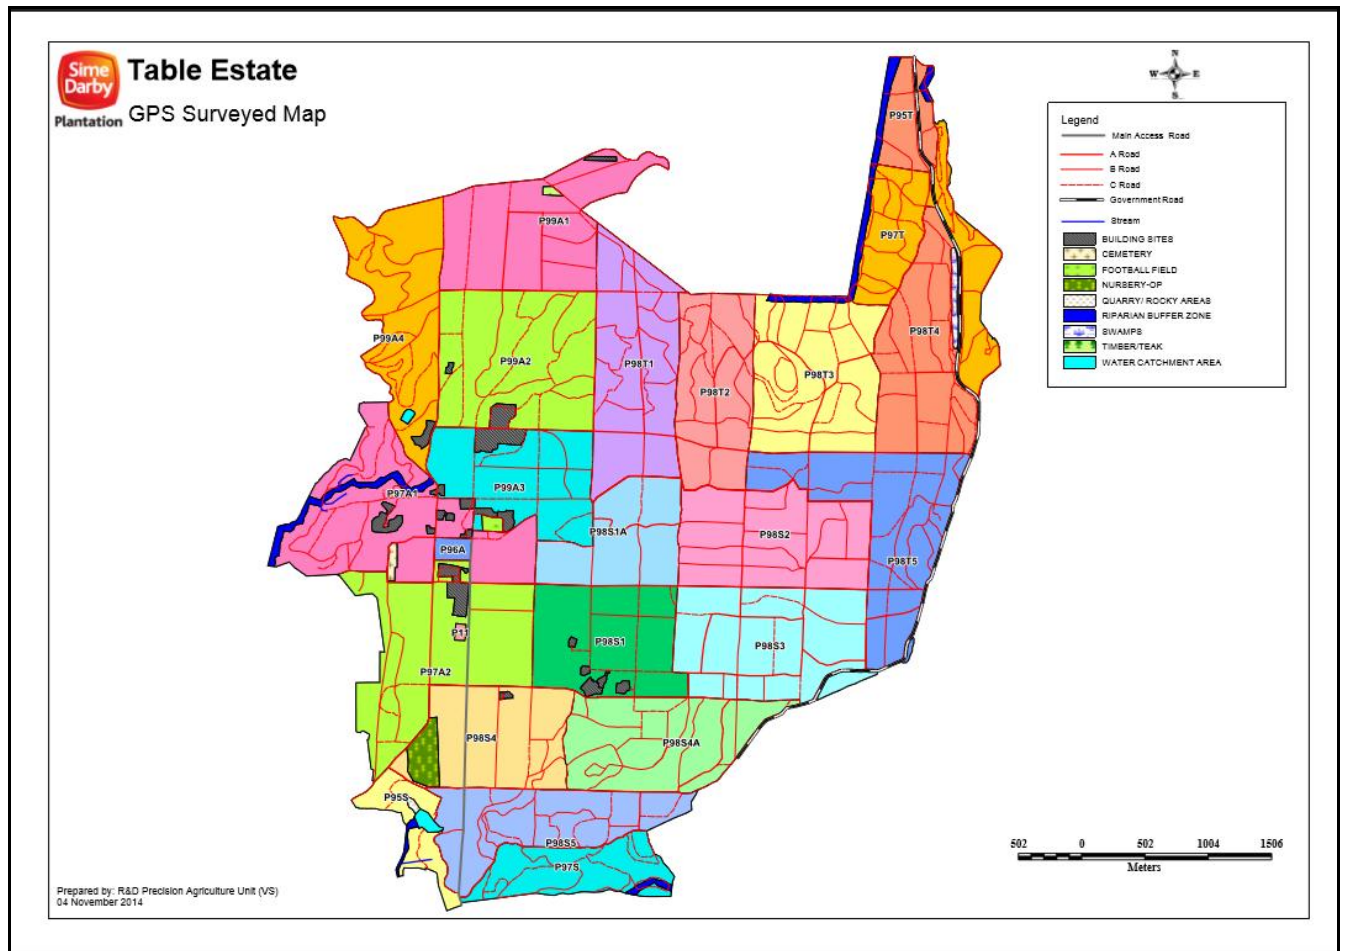 Sime
Darby
Plantation
Table Estate
GPS Surveyed Map
N
W E
S
Legend
Main Access Road
A Road
B Road
C Road
Government Road
Stream
BUILDING SITES
CEMETERY
FOOTBALL FIELD
NURSERY-OP
QUARRY/ ROCKY AREAS
RIPARIAN BUFFER ZONE
SWAMPS
TIMBER/TEAK
WATER CATCHMENT AREA
P95T
P99A1
P97T
P98T4
P99A4
P99A2
P98T1
P98T3
P98T2
P99A3
P97A1
P98S1A
P98S2
P96A
P98T5
P11
P98S1
P98S3
P97A2
P98S4
P98S4A
P95S
P98S5
P97S
502 0 502 1004 1506
Meters
Prepared by: R&D Precision Agriculture Unit (VS)
04 November 2014